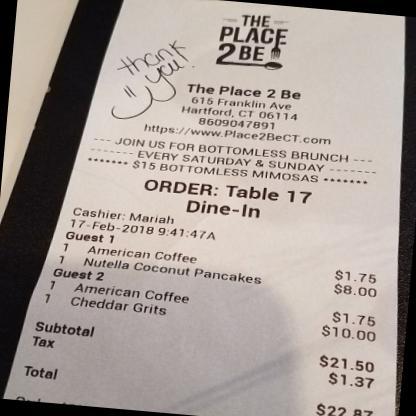 THE
PLACE
2 BE
thank
you!
The Place 2 Be
615 Franklin Ave
Hartford, CT 06114
8609047891
https://www.Place2BeCT.com
--- JOIN US FOR BOTTOMLESS BRUNCH ---
------- EVERY SATURDAY & SUNDAY -------
******* $15 BOTTOMLESS MIMOSAS *******
ORDER: Table 17
Dine-In
Cashier: Mariah
17-Feb-2018 9:41:47A
Guest 1
1 American Coffee $1.75
1 Nutella Coconut Pancakes $8.00
Guest 2
1 American Coffee $1.75
1 Cheddar Grits $10.00
Subtotal $21.50
Tax $1.37
Total $22.87